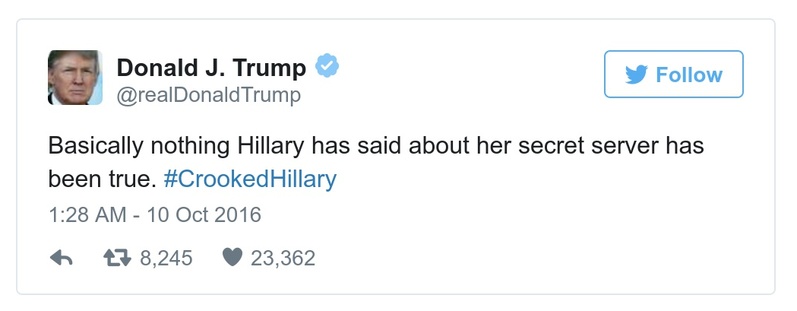 Donald J. Trump
@realDonaldTrump
Follow
Basically nothing Hillary has said about her secret server has
been true. #CrookedHillary
1:28 AM - 10 Oct 2016
8,245 23,362